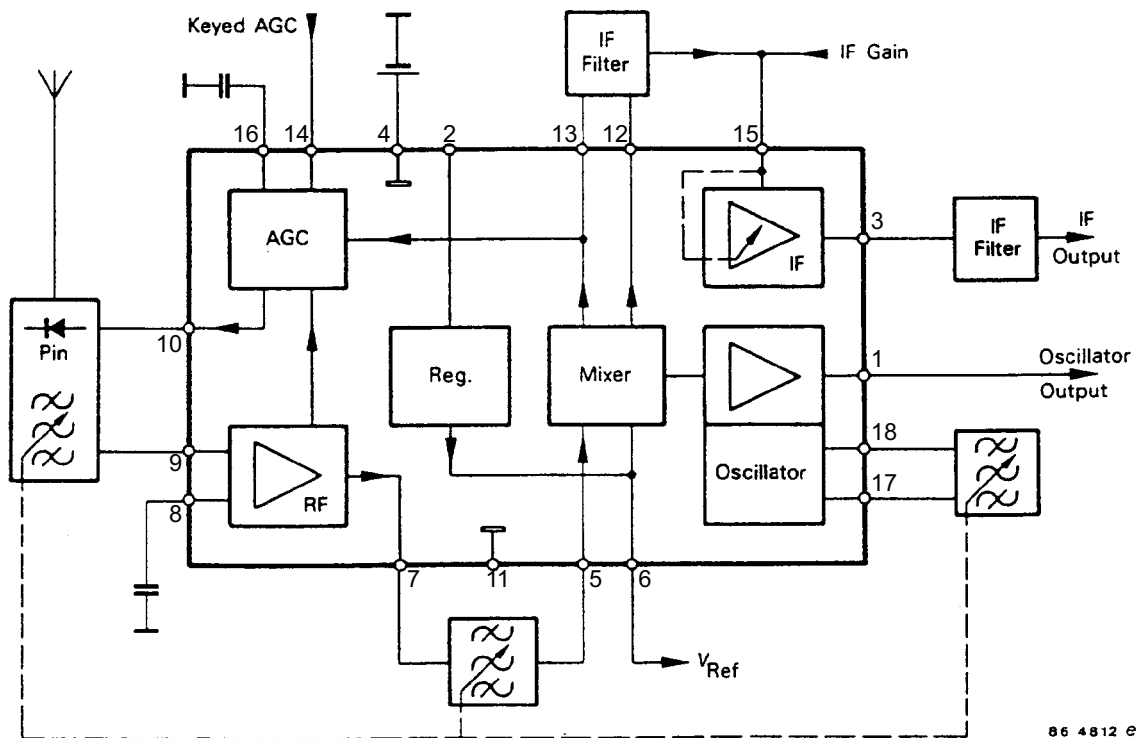 Keyed AGC
IF
Filter
IF Gain
16
14
4
2
13
12
15
AGC
IF
3
IF
Filter
IF
Output
Pin
10
Reg.
Mixer
1
Oscillator
Output
9
8
RF
Oscillator
18
17
7
11
5
6
VRef
86 4812 e